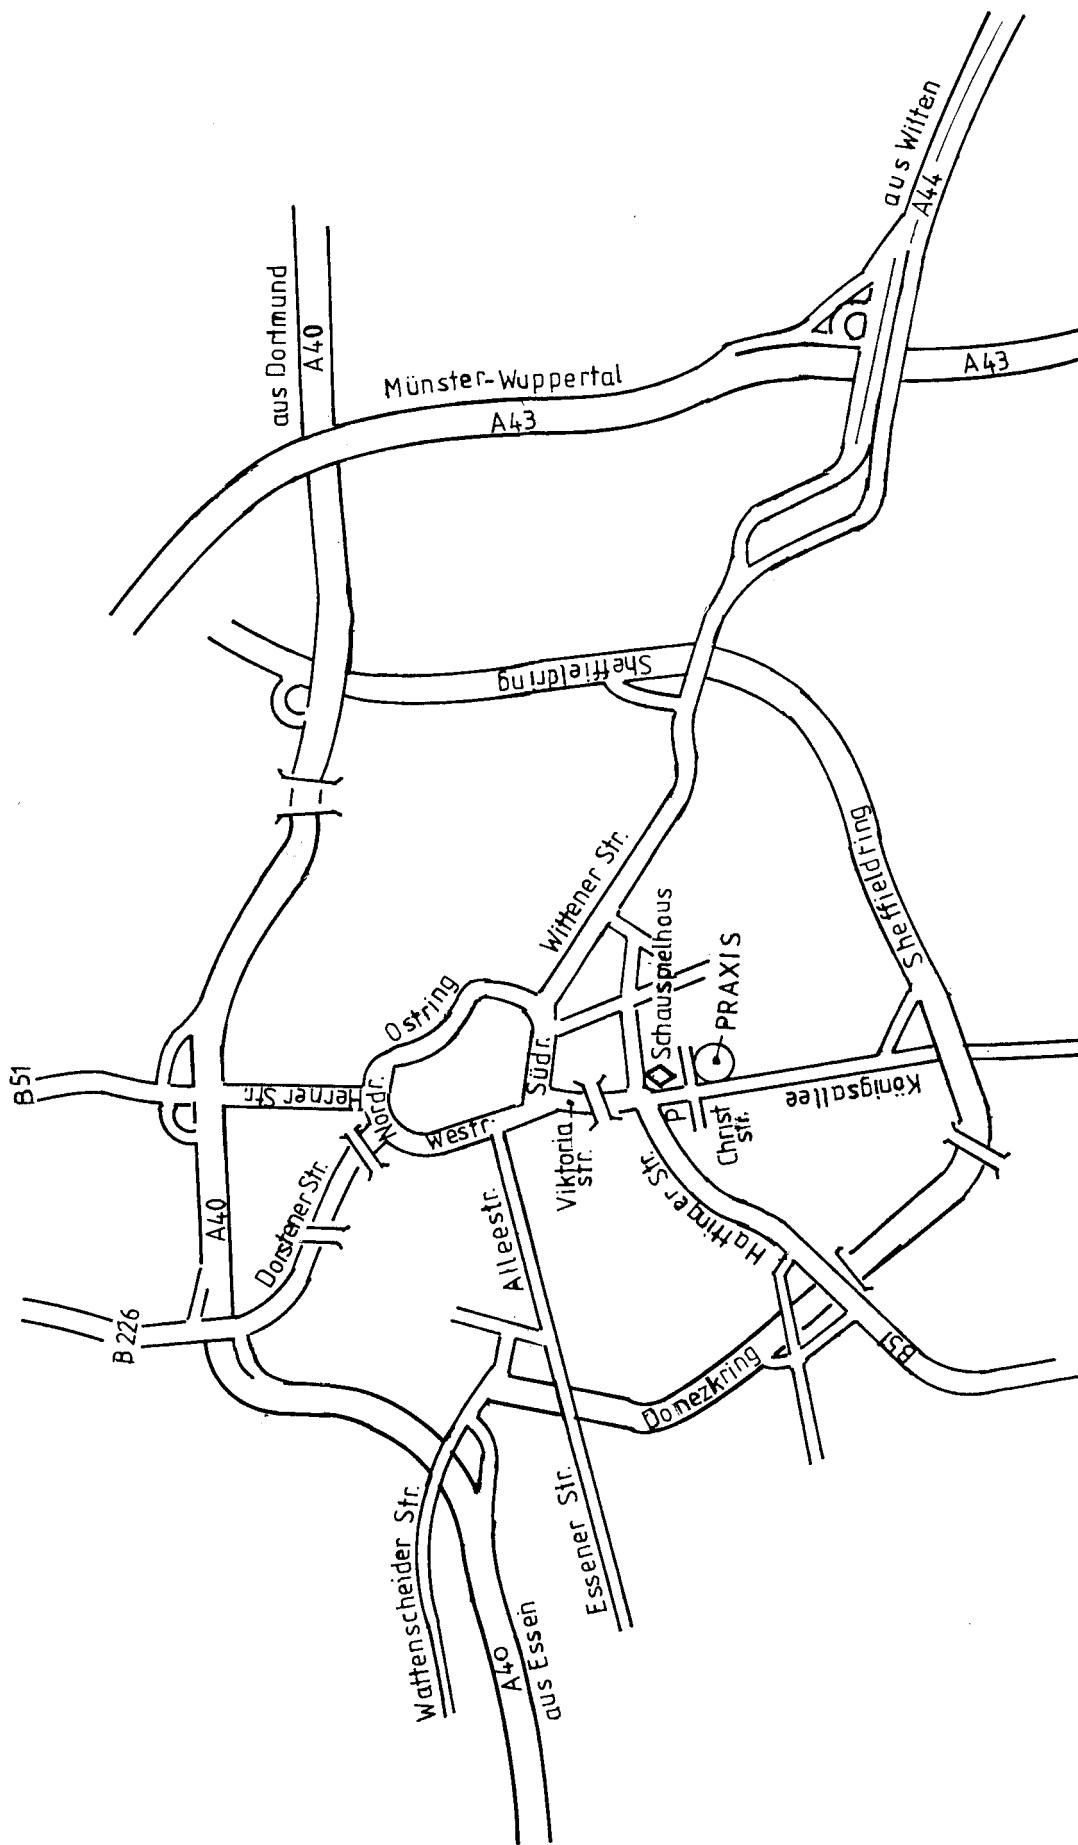 B51
B 226
A40
Dorstener Str.
Herner Str.
Nordr.
Ostring
Westr.
Südr.
aus Dortmund
A40
Münster-Wuppertal
A43
aus Witten
A44
A43
Sheffieldring
Wittener Str.
Sheffieldring
Schauspielhaus
PRAXIS
P
Christ
str.
Königsallee
Viktoria
str.
Hattinger Str.
Alleestr.
B51
Donezkring
Wattenscheider Str.
Essener Str.
A40
aus Essen